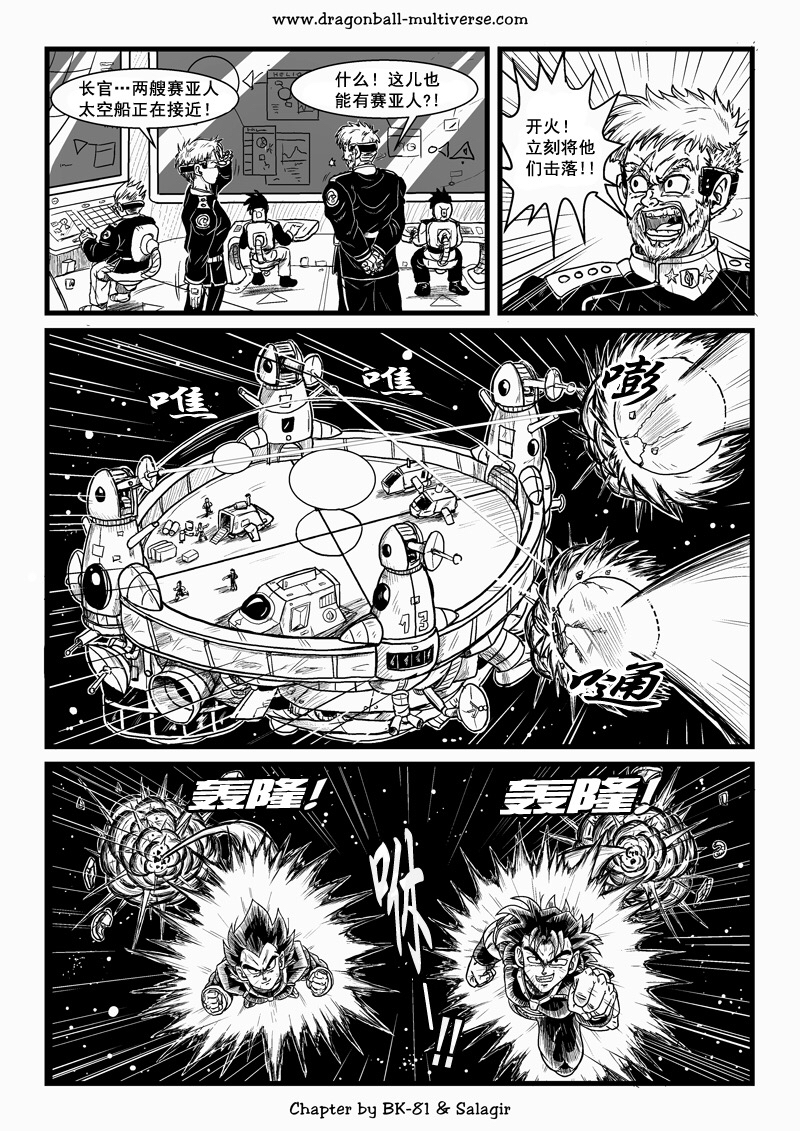 www.dragonball-multiverse.com
长官…两艘赛亚人
太空船正在接近！
什么！这儿也
能有赛亚人?!
开火！
立刻将他
们击落!!
噍
噍
嘭
嗵
轰隆!
轰隆!
咻—!!
Chapter by BK-81 & Salagir